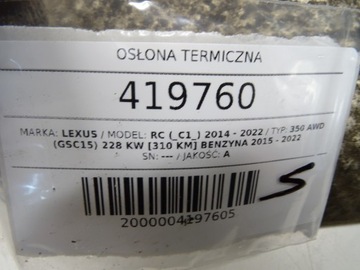 OSŁONA TERMICZNA
419760
MARKA: LEXUS / MODEL: RC (_C1_) 2014 - 2022 / TYP: 350 AWD
(GSC15) 228 KW [310 KM] BENZYNA 2015 - 2022
SN: --- / JAKOŚĆ: A
S
2000004197605